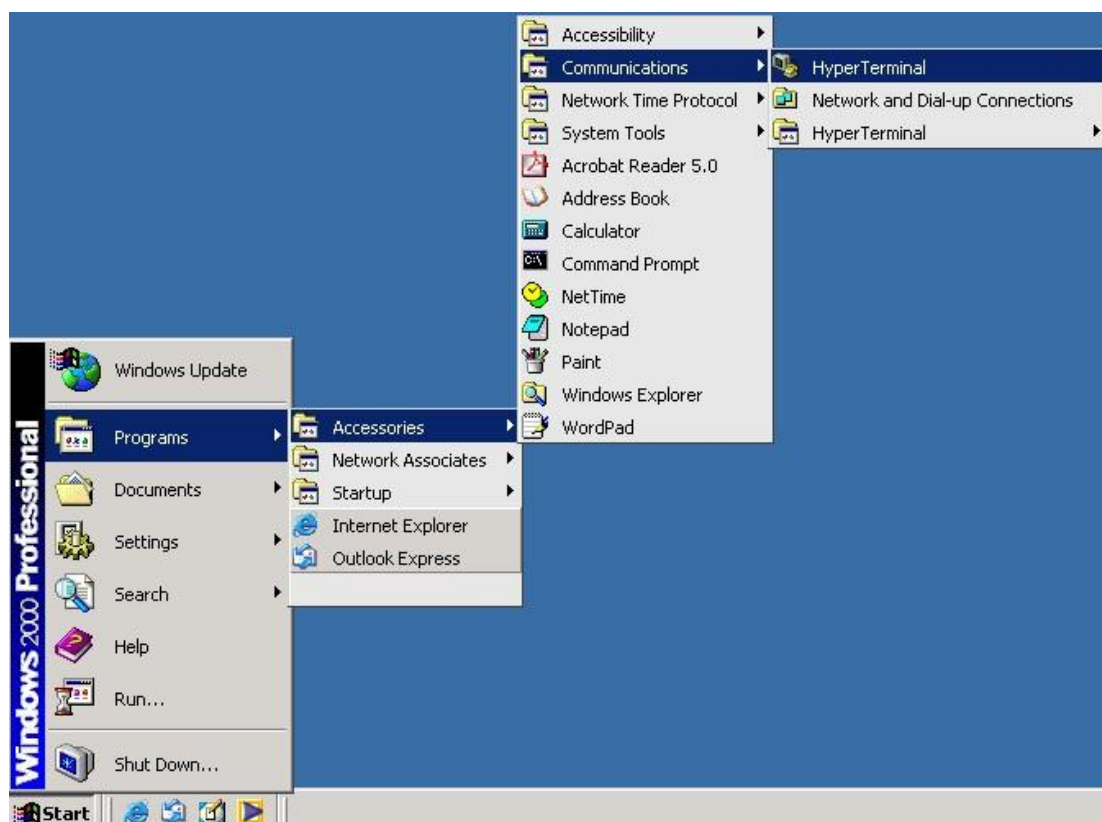 Accessibility
Communications
Network Time Protocol
System Tools
Acrobat Reader 5.0
Address Book
Calculator
C:\
Command Prompt
NetTime
Notepad
Paint
Windows Explorer
WordPad
HyperTerminal
Network and Dial-up Connections
HyperTerminal
Windows Update
Programs
Documents
Settings
Search
Help
Run...
Shut Down...
Accessories
Network Associates
Startup
Internet Explorer
Outlook Express
Windows 2000 Professional
Start